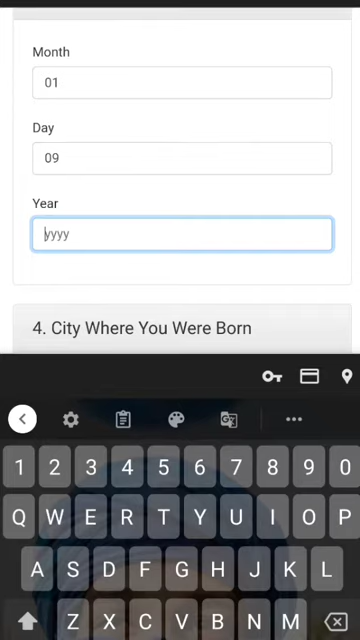 Month
01
Day
09
Year
yyyy
4. City Where You Were Born
1 2 3 4 5 6 7 8 9 0
Q W E R T Y U I O P
A S D F G H J K L
Z X C V B N M